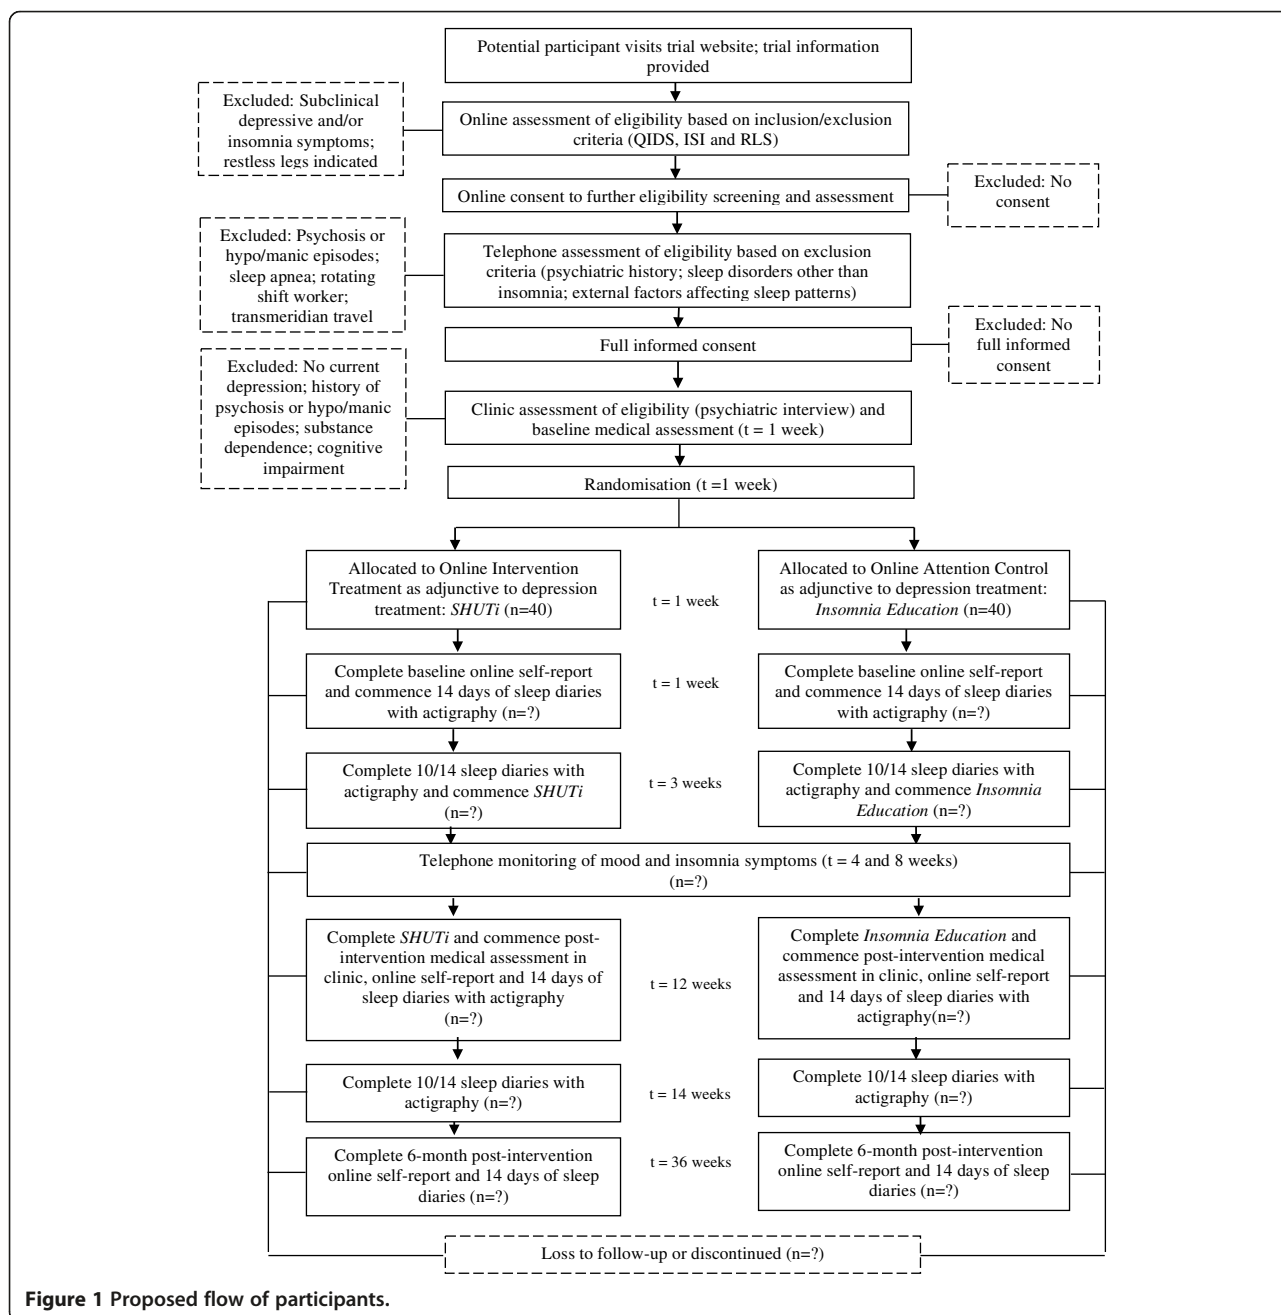 Potential participant visits trial website; trial information
provided
Excluded: Subclinical
depressive and/or
insomnia symptoms;
restless legs indicated
Online assessment of eligibility based on inclusion/exclusion
criteria (QIDS, ISI and RLS)
Online consent to further eligibility screening and assessment
Excluded: No
consent
Excluded: Psychosis or
hypo/manic episodes;
sleep apnea; rotating
shift worker;
transmeridian travel
Telephone assessment of eligibility based on exclusion
criteria (psychiatric history; sleep disorders other than
insomnia; external factors affecting sleep patterns)
Full informed consent
Excluded: No
full informed
consent
Excluded: No current
depression; history of
psychosis or hypo/manic
episodes; substance
dependence; cognitive
impairment
Clinic assessment of eligibility (psychiatric interview) and
baseline medical assessment (t = 1 week)
Randomisation (t =1 week)
Allocated to Online Intervention
Treatment as adjunctive to depression
treatment: SHUTi (n=40)
t = 1 week
Allocated to Online Attention Control
as adjunctive to depression treatment:
Insomnia Education (n=40)
Complete baseline online self-report
and commence 14 days of sleep diaries
with actigraphy (n=?)
t = 1 week
Complete baseline online self-report
and commence 14 days of sleep diaries
with actigraphy (n=?)
Complete 10/14 sleep diaries with
actigraphy and commence SHUTi
(n=?)
t = 3 weeks
Complete 10/14 sleep diaries with
actigraphy and commence Insomnia
Education (n=?)
Telephone monitoring of mood and insomnia symptoms (t = 4 and 8 weeks)
(n=?)
Complete SHUTi and commence post-
intervention medical assessment in
clinic, online self-report and 14 days of
sleep diaries with actigraphy
(n=?)
t = 12 weeks
Complete Insomnia Education and
commence post-intervention medical
assessment in clinic, online self-report
and 14 days of sleep diaries with
actigraphy(n=?)
Complete 10/14 sleep diaries with
actigraphy (n=?)
t = 14 weeks
Complete 10/14 sleep diaries with
actigraphy (n=?)
Complete 6-month post-intervention
online self-report and 14 days of sleep
diaries (n=?)
t = 36 weeks
Complete 6-month post-intervention
online self-report and 14 days of sleep
diaries (n=?)
Loss to follow-up or discontinued (n=?)
Figure 1 Proposed flow of participants.